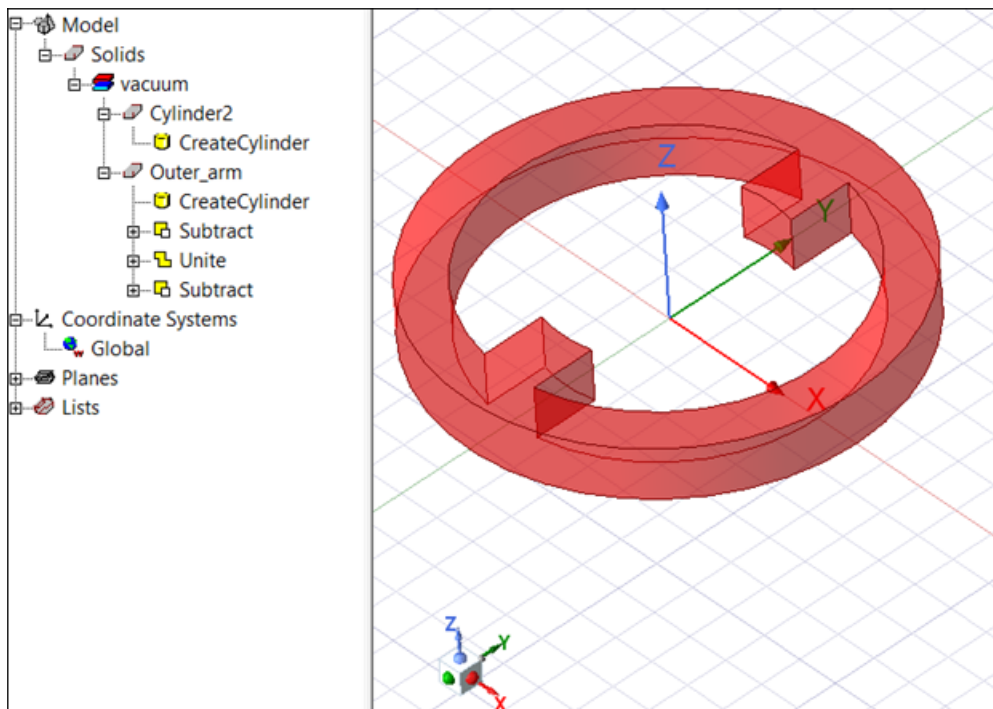 Model
Solids
vacuum
Cylinder2
CreateCylinder
Outer_arm
CreateCylinder
Subtract
Unite
Subtract
Coordinate Systems
Global
Planes
Lists
Z
Y
X
Z
Y
X